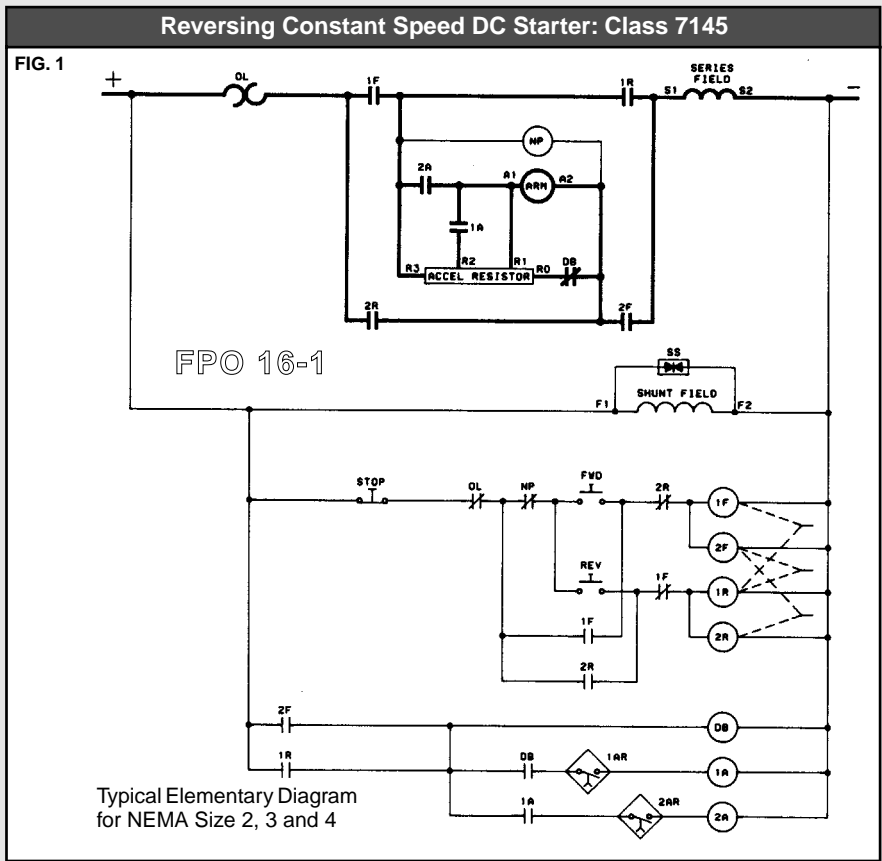 Reversing Constant Speed DC Starter: Class 7145
FIG. 1
+
OL
1F
1R
S1
SERIES
FIELD
S2
−
NP
2A
A1
ARM
A2
1A
R3
R2
R1
R0
DB
ACCEL RESISTOR
2R
2F
FPO 16-1
SS
F1
SHUNT FIELD
F2
STOP
OL
NP
FWD
2R
1F
2F
REV
1F
1R
1F
2R
2R
2F
DB
1R
DB
1AR
1A
1A
2AR
2A
Typical Elementary Diagram
for NEMA Size 2, 3 and 4